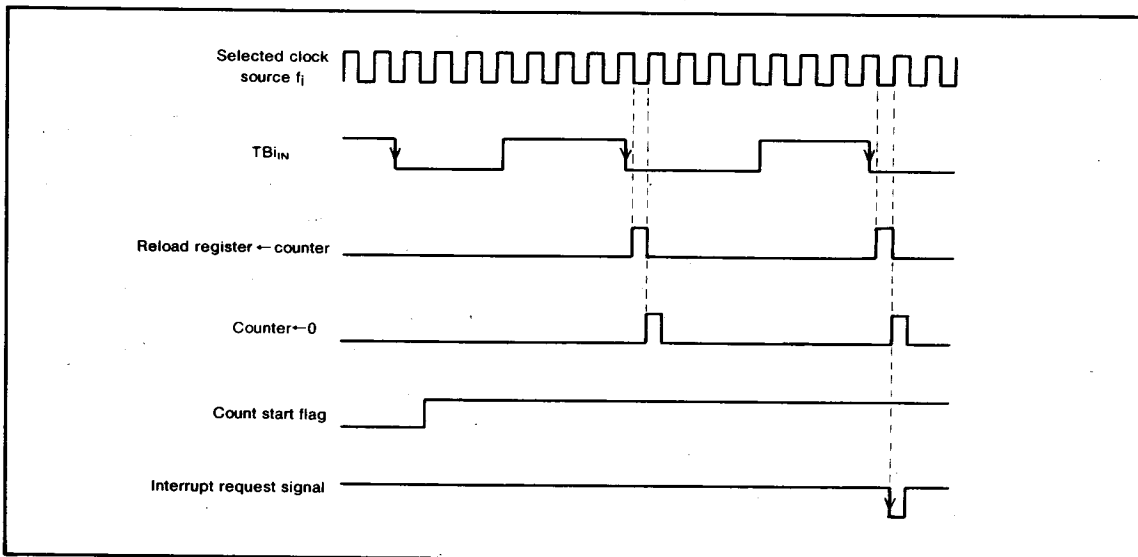 Selected clock
source fi
TBiIN
Reload register ← counter
Counter←0
Count start flag
Interrupt request signal